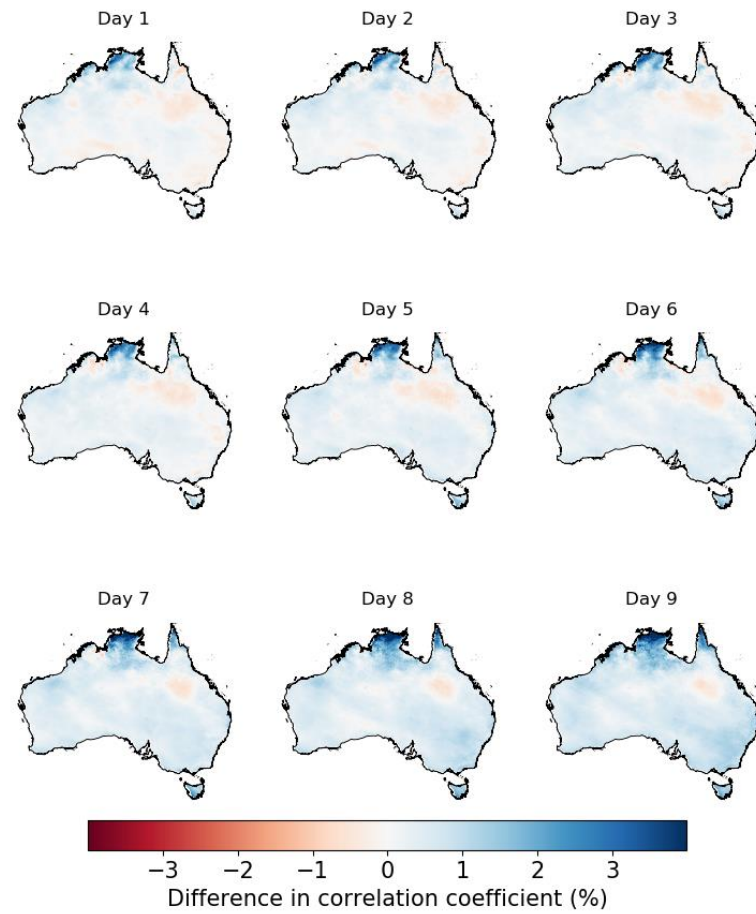 Day 1
Day 2
Day 3
Day 4
Day 5
Day 6
Day 7
Day 8
Day 9
−3 −2 −1 0 1 2 3
Difference in correlation coefficient (%)